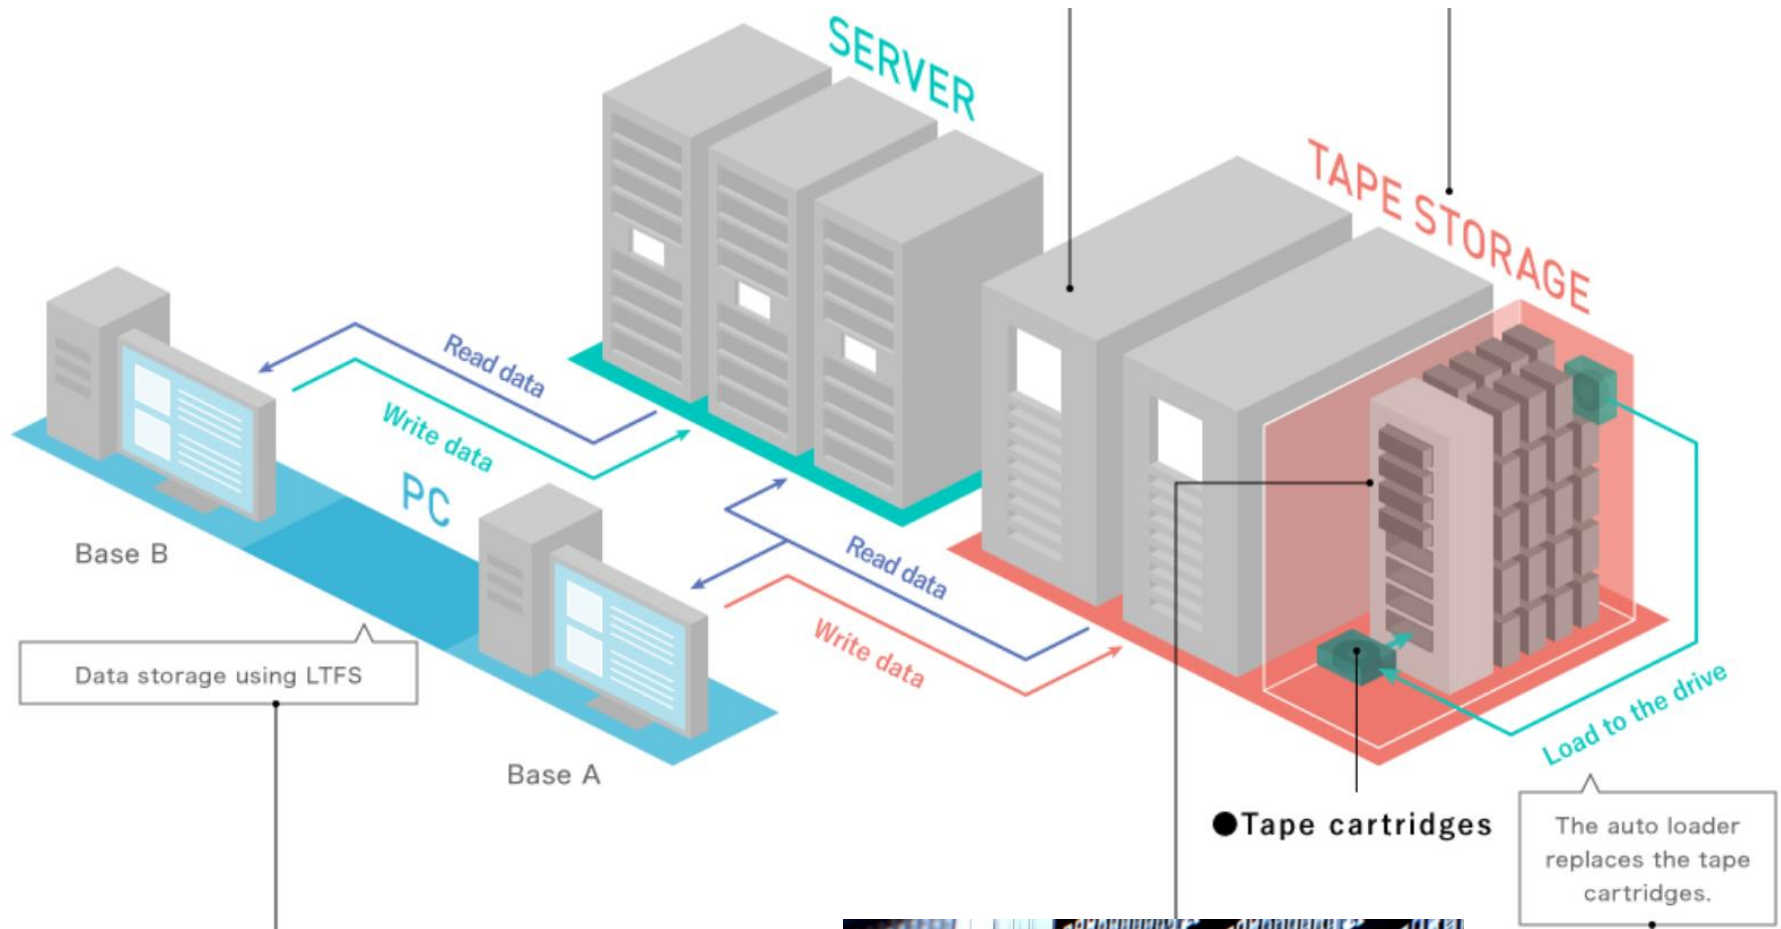 SERVER
TAPE STORAGE
Read data
Write data
PC
Base B
Read data
Write data
Data storage using LTFS
Base A
Load to the drive
●Tape cartridges
The auto loader
replaces the tape
cartridges.